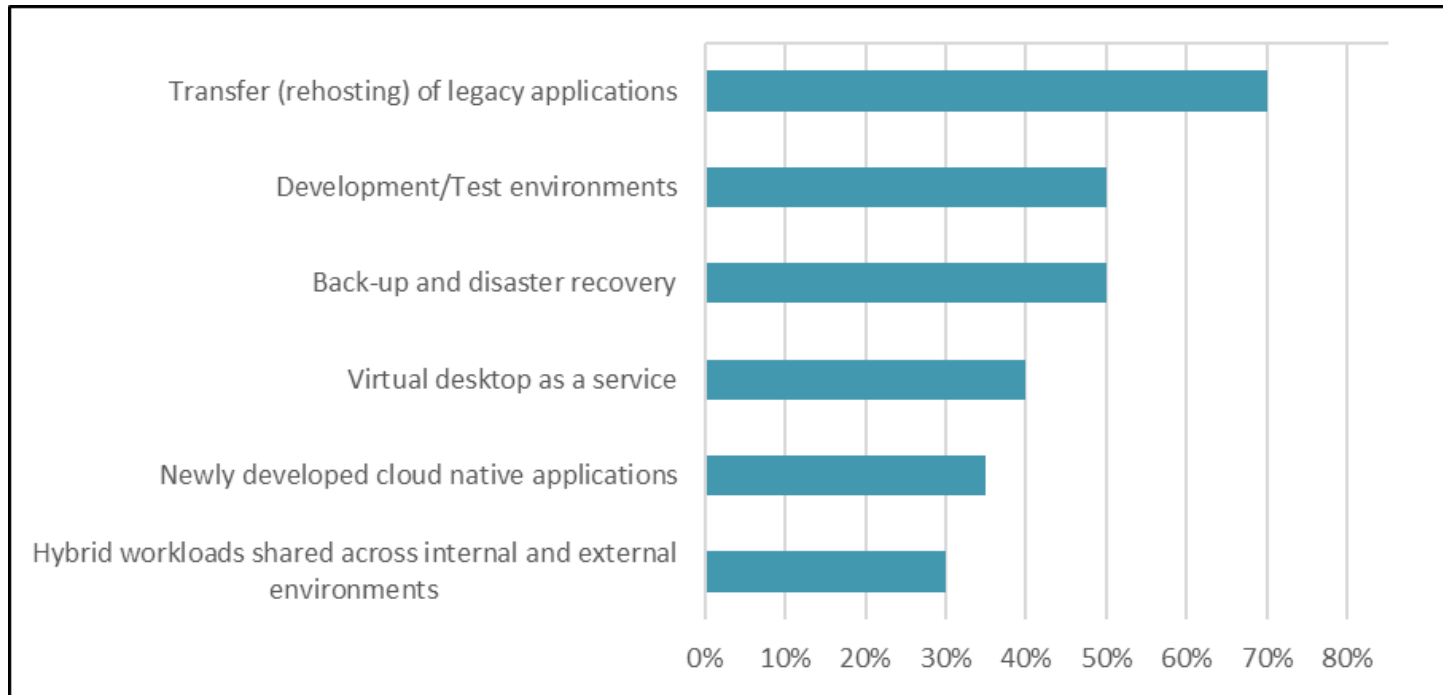 Transfer (rehosting) of legacy applications
Development/Test environments
Back-up and disaster recovery
Virtual desktop as a service
Newly developed cloud native applications
Hybrid workloads shared across internal and external
environments
0% 10% 20% 30% 40% 50% 60% 70% 80%